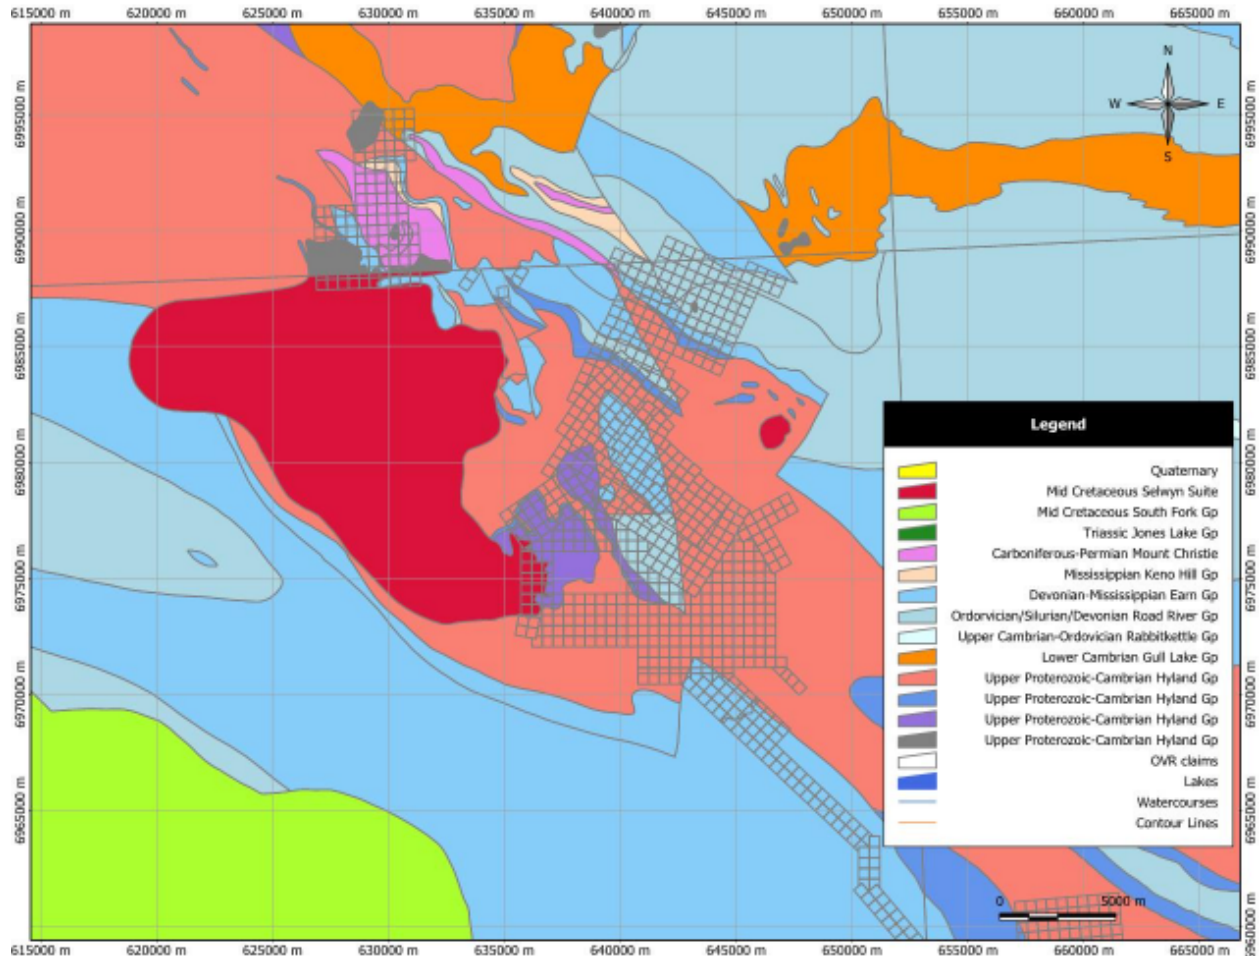 615000 m 620000 m 625000 m 630000 m 635000 m 640000 m 645000 m 650000 m 655000 m 660000 m 665000 m
6995000 m
6990000 m
6985000 m
6980000 m
6975000 m
6970000 m
6965000 m
6960000 m
N
W E
S
6995000 m
6990000 m
6985000 m
6980000 m
6975000 m
6970000 m
6965000 m
6960000 m
Legend
Quaternary
Mid Cretaceous Selwyn Suite
Mid Cretaceous South Fork Gp
Triassic Jones Lake Gp
Carboniferous-Permian Mount Christie
Mississippian Keno Hill Gp
Devonian-Mississippian Earn Gp
Ordorvician/Silurian/Devonian Road River Gp
Upper Cambrian-Ordovician Rabbitkettle Gp
Lower Cambrian Gull Lake Gp
Upper Proterozoic-Cambrian Hyland Gp
Upper Proterozoic-Cambrian Hyland Gp
Upper Proterozoic-Cambrian Hyland Gp
Upper Proterozoic-Cambrian Hyland Gp
OVR claims
Lakes
Watercourses
Contour Lines
0 5000 m
615000 m 620000 m 625000 m 630000 m 635000 m 640000 m 645000 m 650000 m 655000 m 660000 m 665000 m